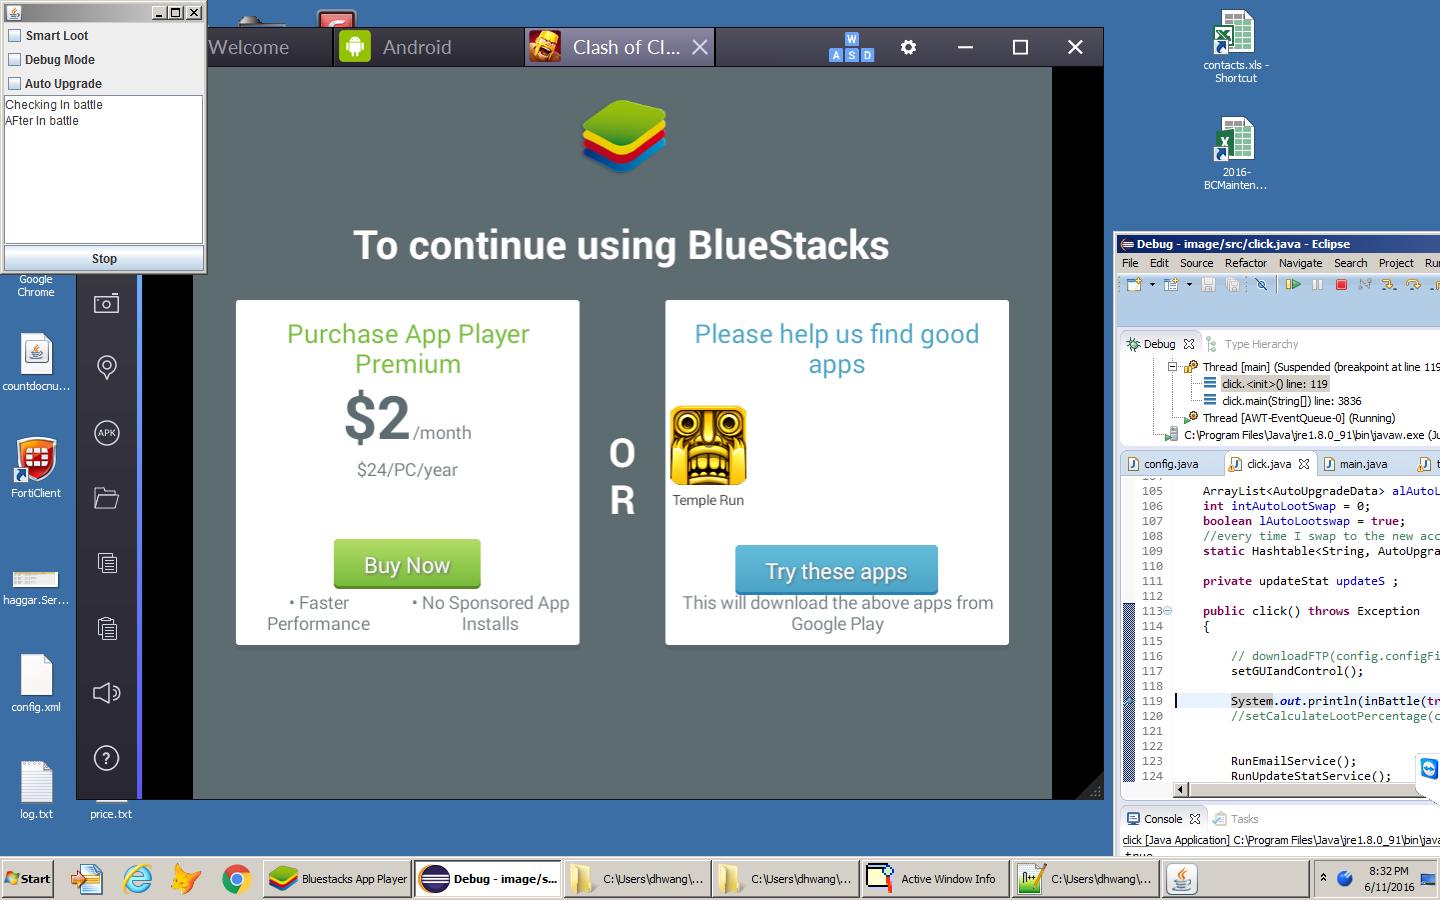 Smart Loot
Debug Mode
Auto Upgrade
Checking In battle
AFter In battle
Stop
Welcome
Android
Clash of Cl...
W
A S D
contacts.xls -
Shortcut
2016-
BCMainten...
Google
Chrome
countdocnu...
FortiClient
haggar.Ser...
config.xml
log.txt
price.txt
APK
To continue using BlueStacks
Purchase App Player
Premium
$2/month
$24/PC/year
Buy Now
• Faster
Performance
• No Sponsored App
Installs
O
R
Please help us find good
apps
Temple Run
Try these apps
This will download the above apps from
Google Play
Debug - image/src/click.java - Eclipse
File Edit Source Refactor Navigate Search Project Ru
Debug Type Hierarchy
Thread [main] (Suspended (breakpoint at line 119
click.<init>() line: 119
click.main(String[]) line: 3836
Thread [AWT-EventQueue-0] (Running)
C:\Program Files\Java\jre1.8.0_91\bin\javaw.exe (Ju
config.java click.java main.java t
105 ArrayList<AutoUpgradeData> alAutoL
106 int intAutoLootSwap = 0;
107 boolean lAutoLootswap = true;
108 //every time I swap to the new acc
109 static Hashtable<String, AutoUpgra
110
111 private updateStat updateS ;
112
113 public click() throws Exception
114 {
115
116 // downloadFTP(config.configFi
117 setGUIandControl();
118
119 System.out.println(inBattle(tr
120 //setCalculateLootPercentage(c
121
122
123 RunEmailService();
124 RunUpdateStatService();
Console Tasks
click [Java Application] C:\Program Files\Java\jre1.8.0_91\bin\java
true
Start
Bluestacks App Player
Debug - image/s...
C:\Users\dhwang\...
C:\Users\dhwang\...
Active Window Info
C:\Users\dhwang\...
8:32 PM
6/11/2016